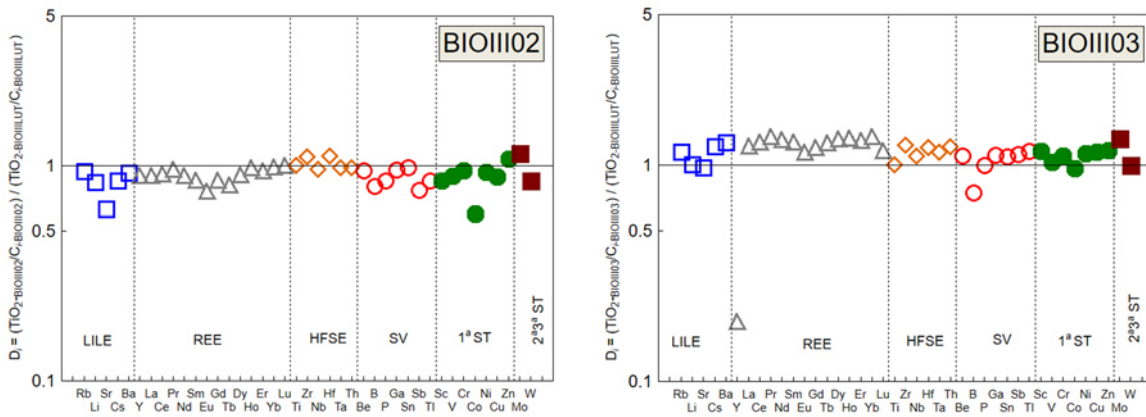 BIOIII02
5
1
0.5
0.1
Dᵢ = (TiO₂-BIOIII02/Cᵢ-BIOIII02) / (TiO₂-BIOIIILUT/Cᵢ-BIOIIILUT)
LILE REE HFSE SV 1ª ST 2ª3ª ST
Rb Sr Ba La Pr Sm Gd Dy Er Lu Zr Hf Th B Ga Sb Sc Cr Ni Zn W
Li Cs Y Ce Nd Eu Tb Ho Yb Ti Nb Ta Be P Sn Tl V Co Cu Mo
BIOIII03
5
1
0.5
0.1
Dᵢ = (TiO₂-BIOIII03/Cᵢ-BIOIII03) / (TiO₂-BIOIIILUT/Cᵢ-BIOIIILUT)
LILE REE HFSE SV 1ª ST 2ª3ª ST
Rb Sr Ba La Pr Sm Gd Dy Er Lu Zr Hf Th B Ga Sb Sc Cr Ni Zn W
Li Cs Y Ce Nd Eu Tb Ho Yb Ti Nb Ta Be P Sn Tl V Co Cu Mo